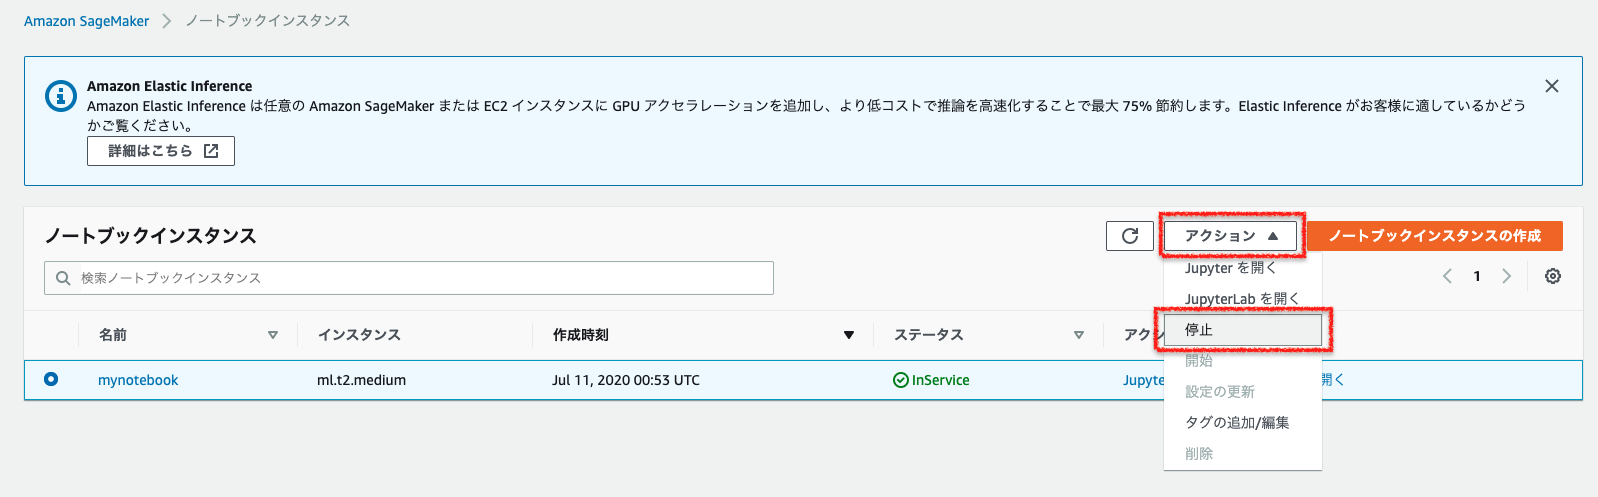 Amazon SageMaker > ノートブックインスタンス
Amazon Elastic Inference
Amazon Elastic Inference は任意の Amazon SageMaker または EC2 インスタンスに GPU アクセラレーションを追加し、より低コストで推論を高速化することで最大 75% 節約します。Elastic Inference がお客様に適しているかどう
かご覧ください。
詳細はこちら
ノートブックインスタンス
アクション
ノートブックインスタンスの作成
Jupyter を開く
検索ノートブックインスタンス
1
JupyterLab を開く
停止
名前 インスタンス 作成時刻 ステータス アク
開始
mynotebook ml.t2.medium Jul 11, 2020 00:53 UTC InService Jupyte 開く
設定の更新
タグの追加/編集
削除